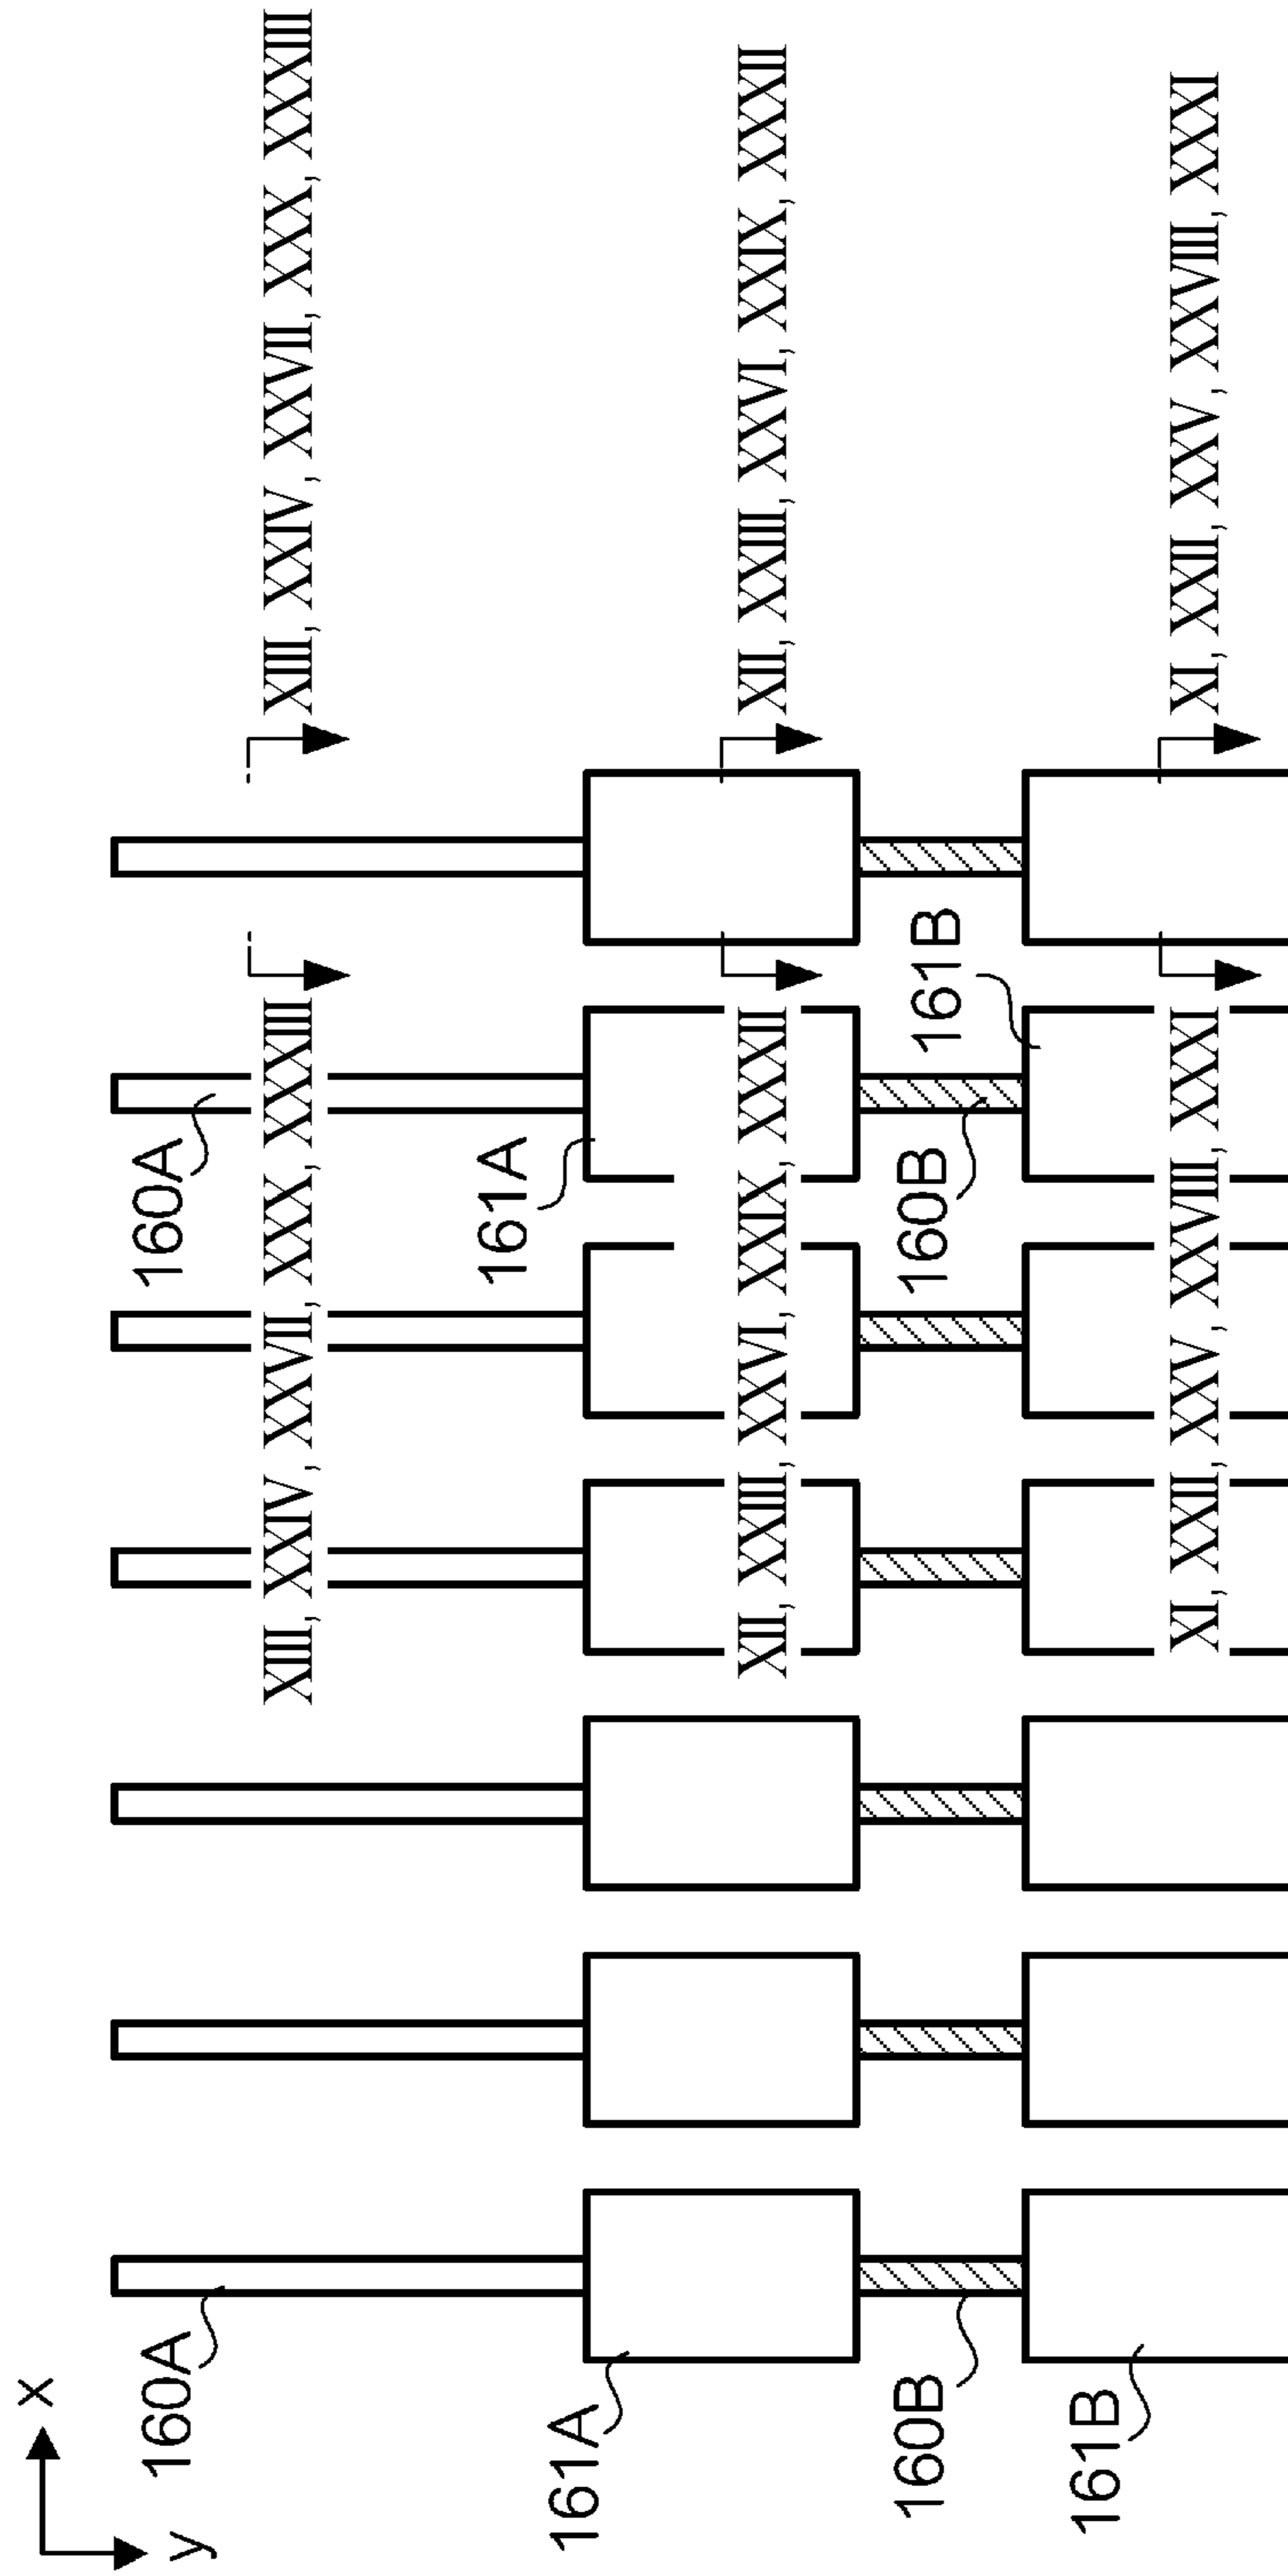 x
y
160A
160A
XIII, XXIV, XXVII, XXX, XXXIII
XIII, XXIV, XXVII, XXX, XXXIII
161A
161A
XII, XXIII, XXVI, XXIX, XXXII
XII, XXIII, XXVI, XXIX, XXXII
160B
160B
161B
161B
XI, XXII, XXV, XXVIII, XXXI
XI, XXII, XXV, XXVIII, XXXI